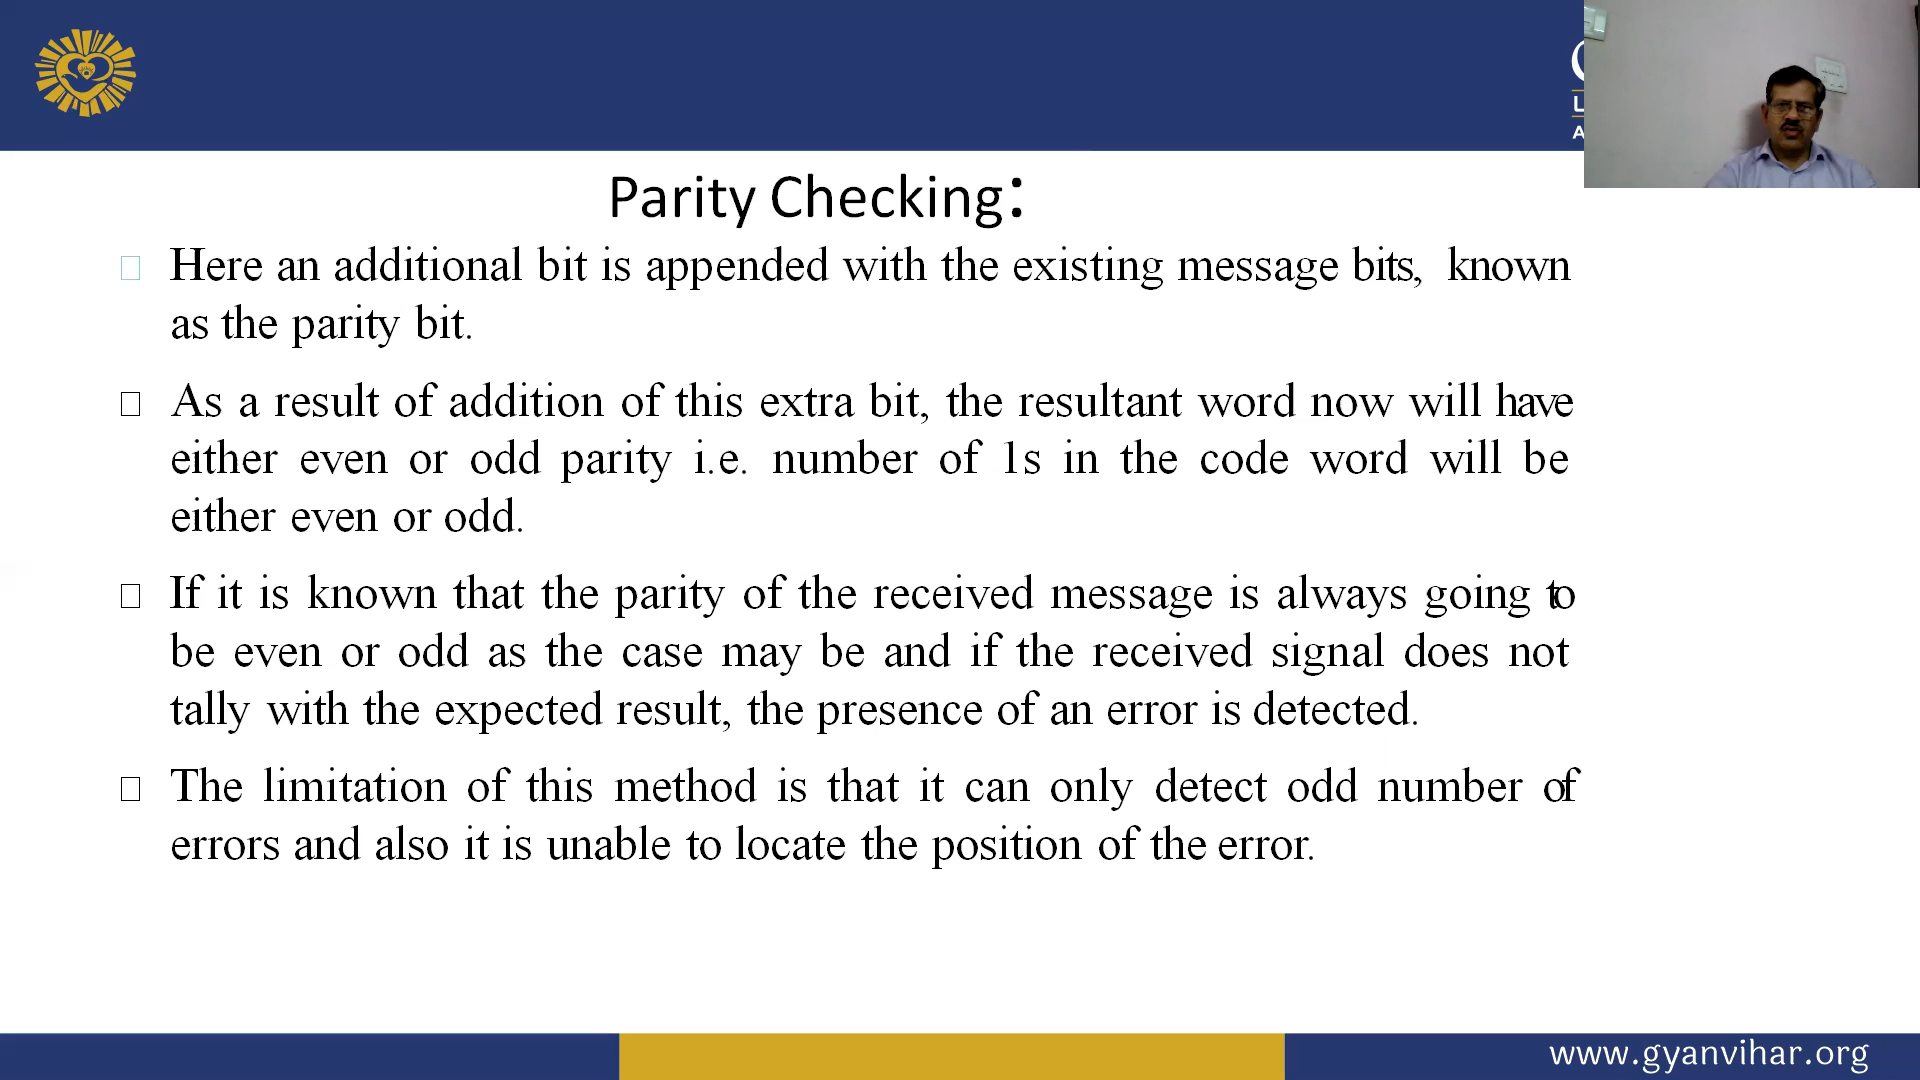 Parity Checking:
Here an additional bit is appended with the existing message bits, known
as the parity bit.
As a result of addition of this extra bit, the resultant word now will have
either even or odd parity i.e. number of 1s in the code word will be
either even or odd.
If it is known that the parity of the received message is always going to
be even or odd as the case may be and if the received signal does not
tally with the expected result, the presence of an error is detected.
The limitation of this method is that it can only detect odd number of
errors and also it is unable to locate the position of the error.
www.gyanvihar.org